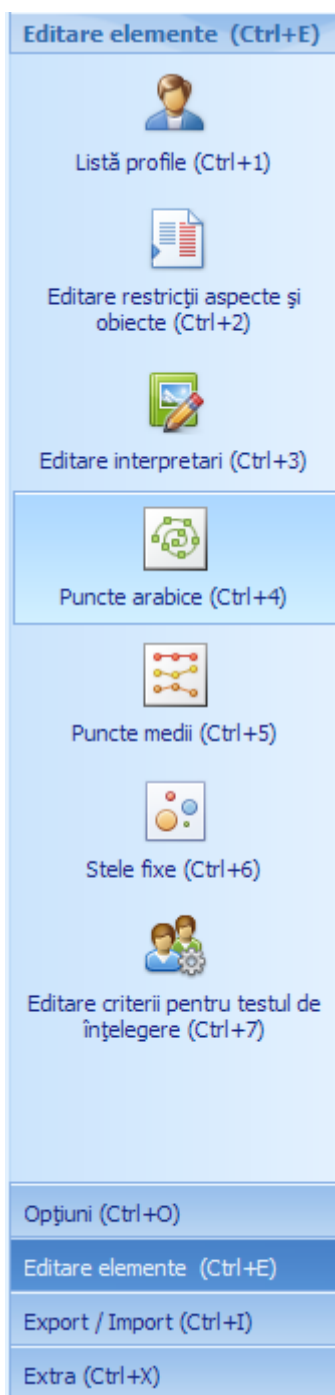 Editare elemente (Ctrl+E)
Listă profile (Ctrl+1)
Editare restricţii aspecte şi
obiecte (Ctrl+2)
Editare interpretari (Ctrl+3)
Puncte arabice (Ctrl+4)
Puncte medii (Ctrl+5)
Stele fixe (Ctrl+6)
Editare criterii pentru testul de
înţelegere (Ctrl+7)
Opţiuni (Ctrl+O)
Editare elemente (Ctrl+E)
Export / Import (Ctrl+I)
Extra (Ctrl+X)